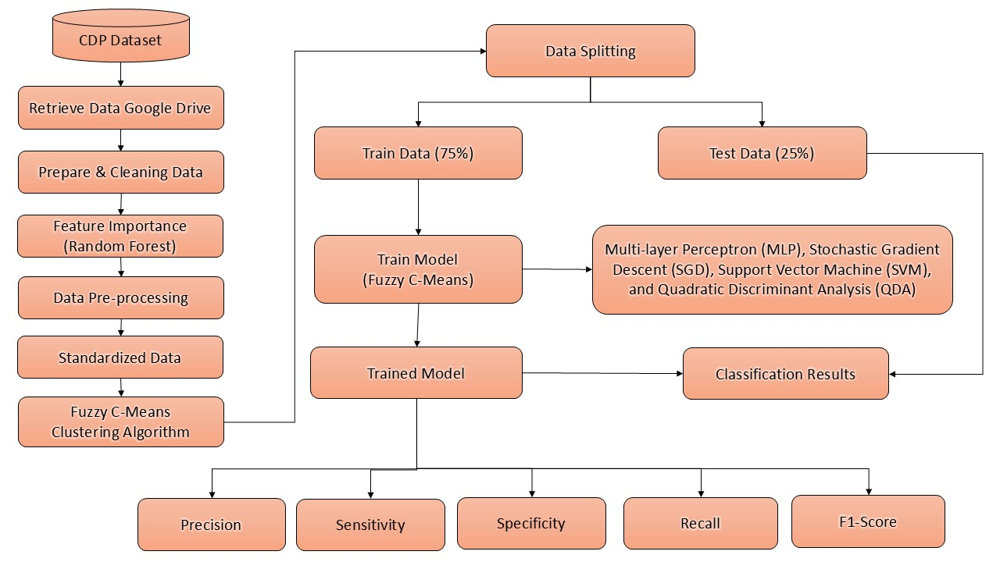 CDP Dataset
Retrieve Data Google Drive
Prepare & Cleaning Data
Feature Importance
(Random Forest)
Data Pre-processing
Standardized Data
Fuzzy C-Means
Clustering Algorithm
Data Splitting
Train Data (75%)
Test Data (25%)
Train Model
(Fuzzy C-Means)
Multi-layer Perceptron (MLP), Stochastic Gradient
Descent (SGD), Support Vector Machine (SVM),
and Quadratic Discriminant Analysis (QDA)
Trained Model
Classification Results
Precision
Sensitivity
Specificity
Recall
F1-Score